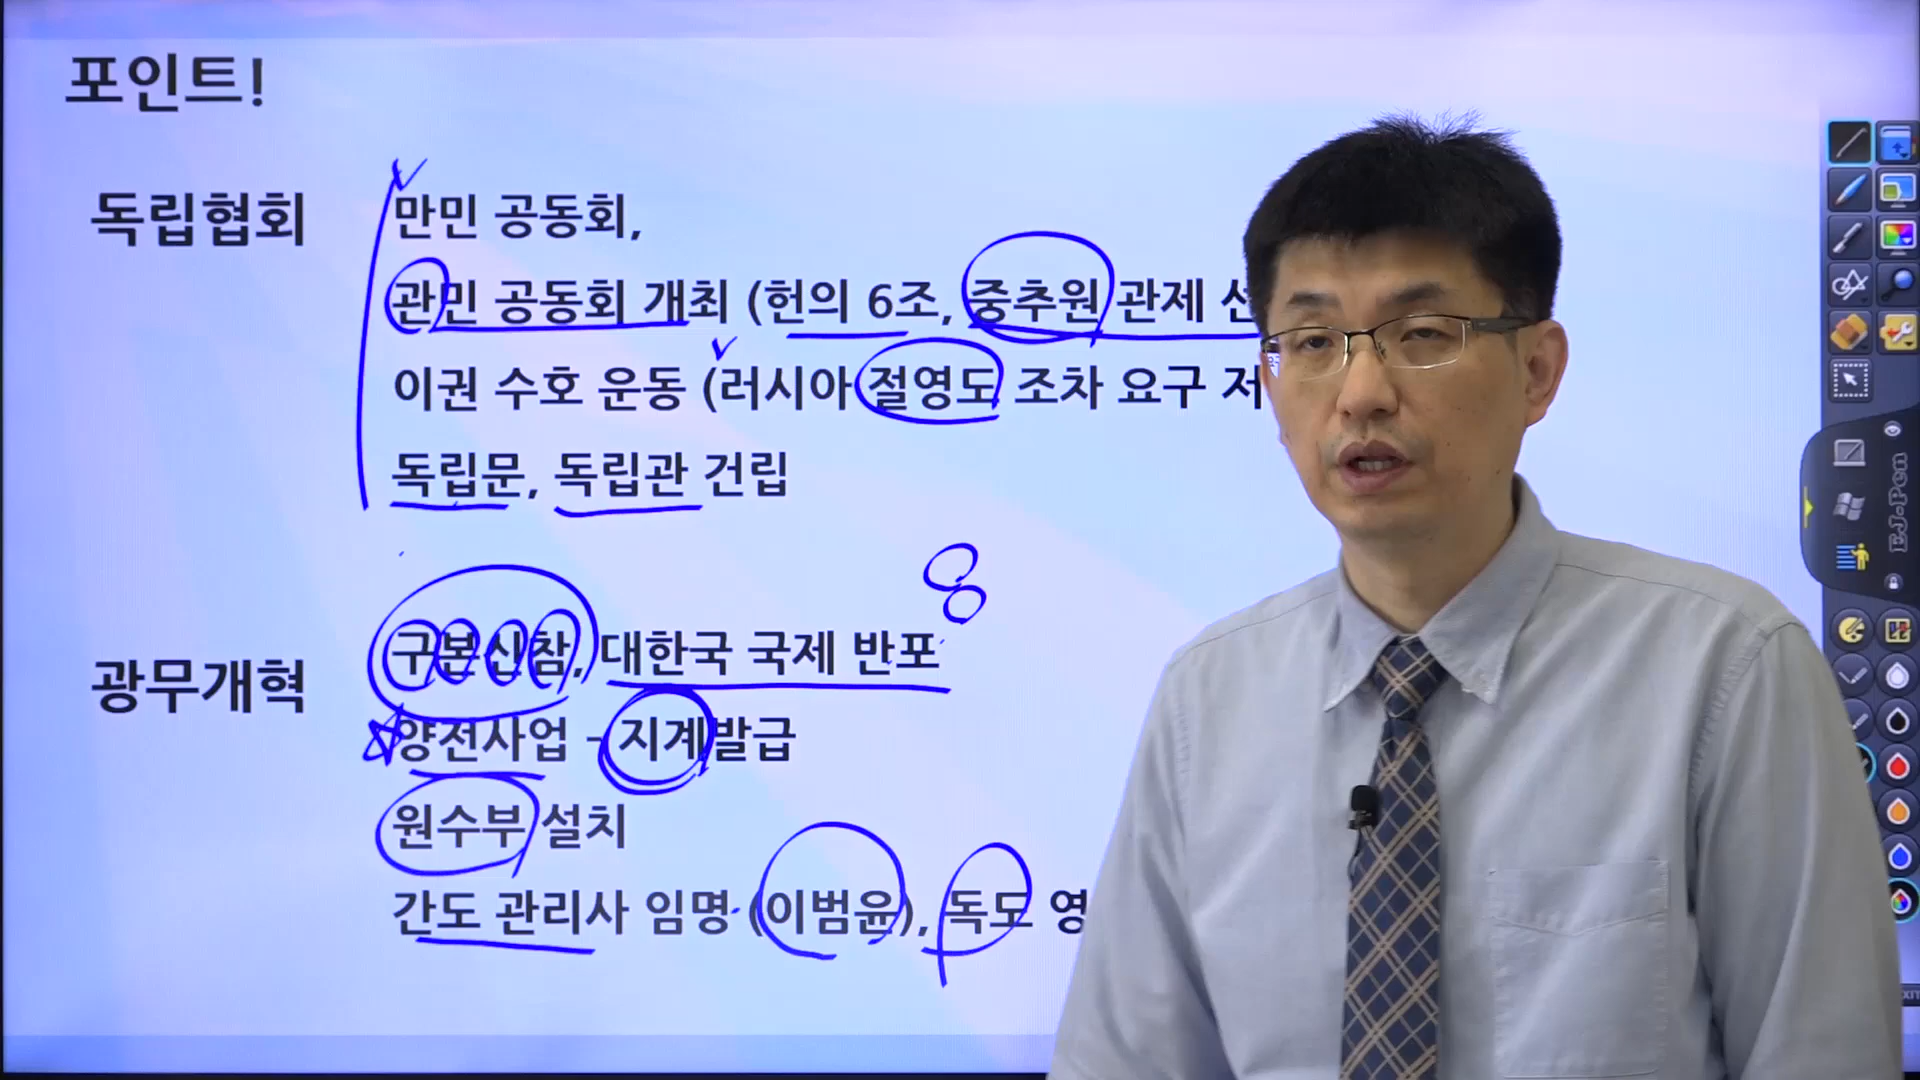 포인트!
독립협회
만민 공동회,
관민 공동회 개최 (헌의 6조, 중추원 관제
이권 수호 운동 (러시아 절영도 조차 요구
독립문, 독립관 건립
8
광무개혁
구본신참, 대한국 국제 반포
양전사업 - 지계발급
원수부 설치
간도 관리사 임명 (이범윤), 독도 영
EJ-Pen